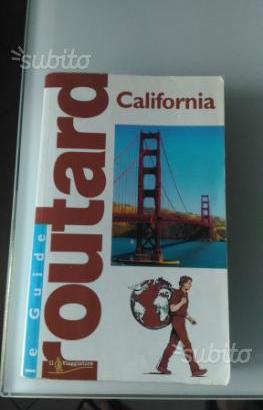 subito
California
routard
le Guide
Il Viaggiatore
subito